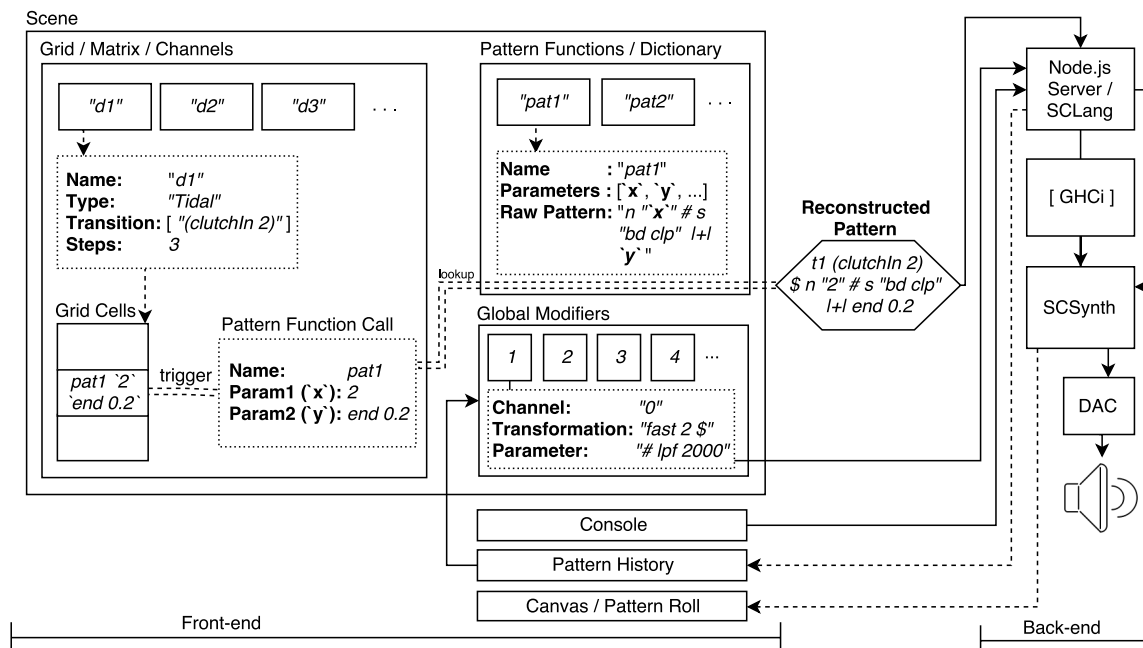 Scene
Grid / Matrix / Channels
"d1"
"d2"
"d3"
. . .
Name: "d1"
Type: "Tidal"
Transition: [ "(clutchIn 2)" ]
Steps: 3
Grid Cells
pat1 `2`
`end 0.2`
trigger
Pattern Function Call
Name: pat1
Param1 (`x`): 2
Param2 (`y`): end 0.2
Pattern Functions / Dictionary
"pat1"
"pat2"
. . .
Name : "pat1"
Parameters : [`x`, `y`, ...]
Raw Pattern: "n "`x`" # s
"bd clp" |+|
`y` "
lookup
Global Modifiers
1
2
3
4
...
Channel: "0"
Transformation: "fast 2 $"
Parameter: "# lpf 2000"
Console
Pattern History
Canvas / Pattern Roll
Reconstructed
Pattern
t1 (clutchIn 2)
$ n "2" # s "bd clp"
|+| end 0.2
Node.js
Server /
SCLang
[ GHCi ]
SCSynth
DAC
Front-end
Back-end